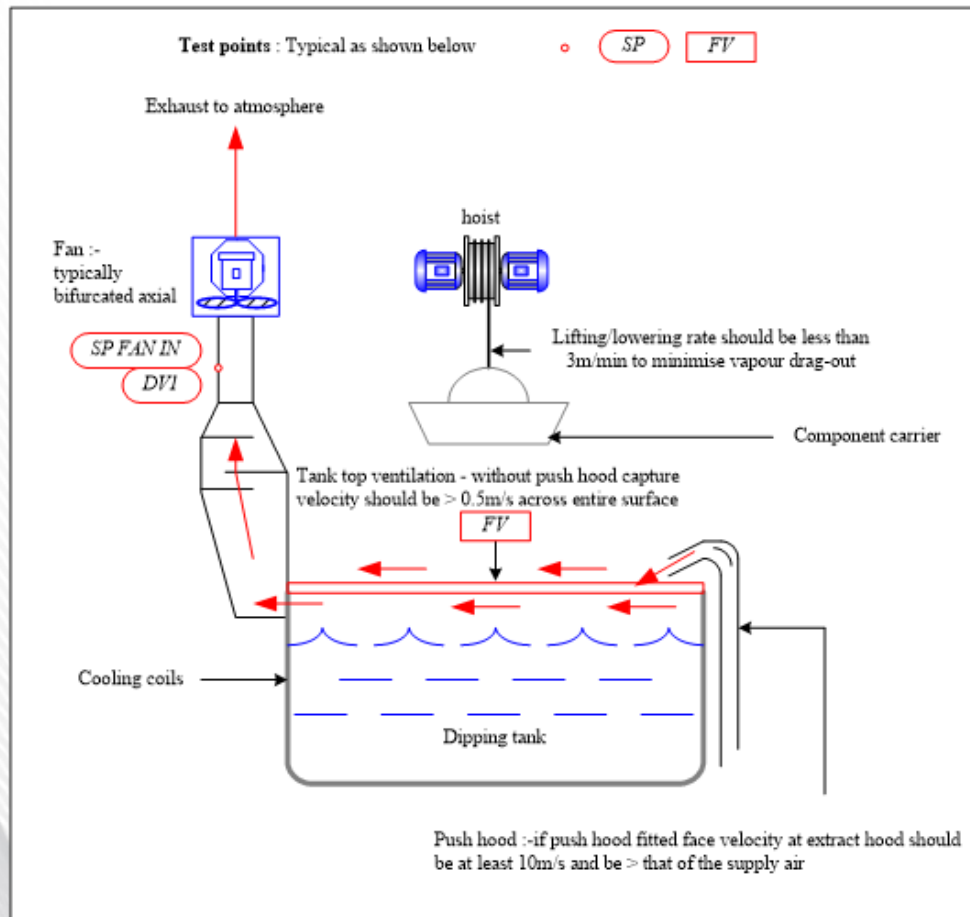 Test points : Typical as shown below
SP
FV
Exhaust to atmosphere
hoist
Fan :-
typically
bifurcated axial
SP FAN IN
DV1
Lifting/lowering rate should be less than
3m/min to minimise vapour drag-out
Component carrier
Tank top ventilation - without push hood capture
velocity should be > 0.5m/s across entire surface
FV
Cooling coils
Dipping tank
Push hood :-if push hood fitted face velocity at extract hood should
be at least 10m/s and be > that of the supply air